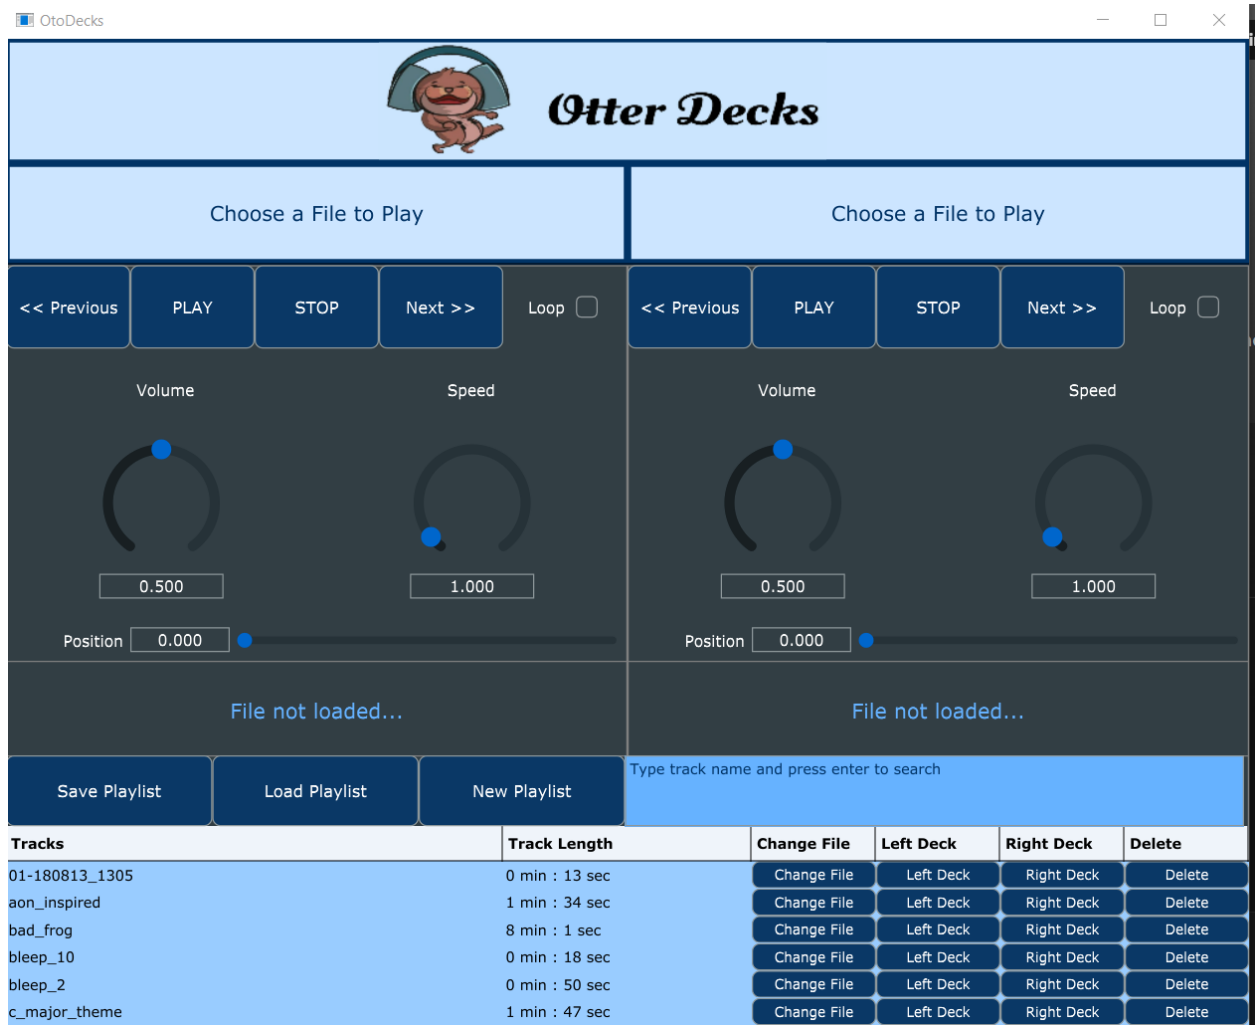 OtoDecks
Otter Decks
Choose a File to Play
Choose a File to Play
<< Previous PLAY STOP Next >> Loop
<< Previous PLAY STOP Next >> Loop
Volume Speed
Volume Speed
0.500 1.000
0.500 1.000
Position 0.000
Position 0.000
File not loaded...
File not loaded...
Save Playlist Load Playlist New Playlist
Type track name and press enter to search
Tracks Track Length Change File Left Deck Right Deck Delete
01-180813_1305 0 min : 13 sec Change File Left Deck Right Deck Delete
aon_inspired 1 min : 34 sec Change File Left Deck Right Deck Delete
bad_frog 8 min : 1 sec Change File Left Deck Right Deck Delete
bleep_10 0 min : 18 sec Change File Left Deck Right Deck Delete
bleep_2 0 min : 50 sec Change File Left Deck Right Deck Delete
c_major_theme 1 min : 47 sec Change File Left Deck Right Deck Delete